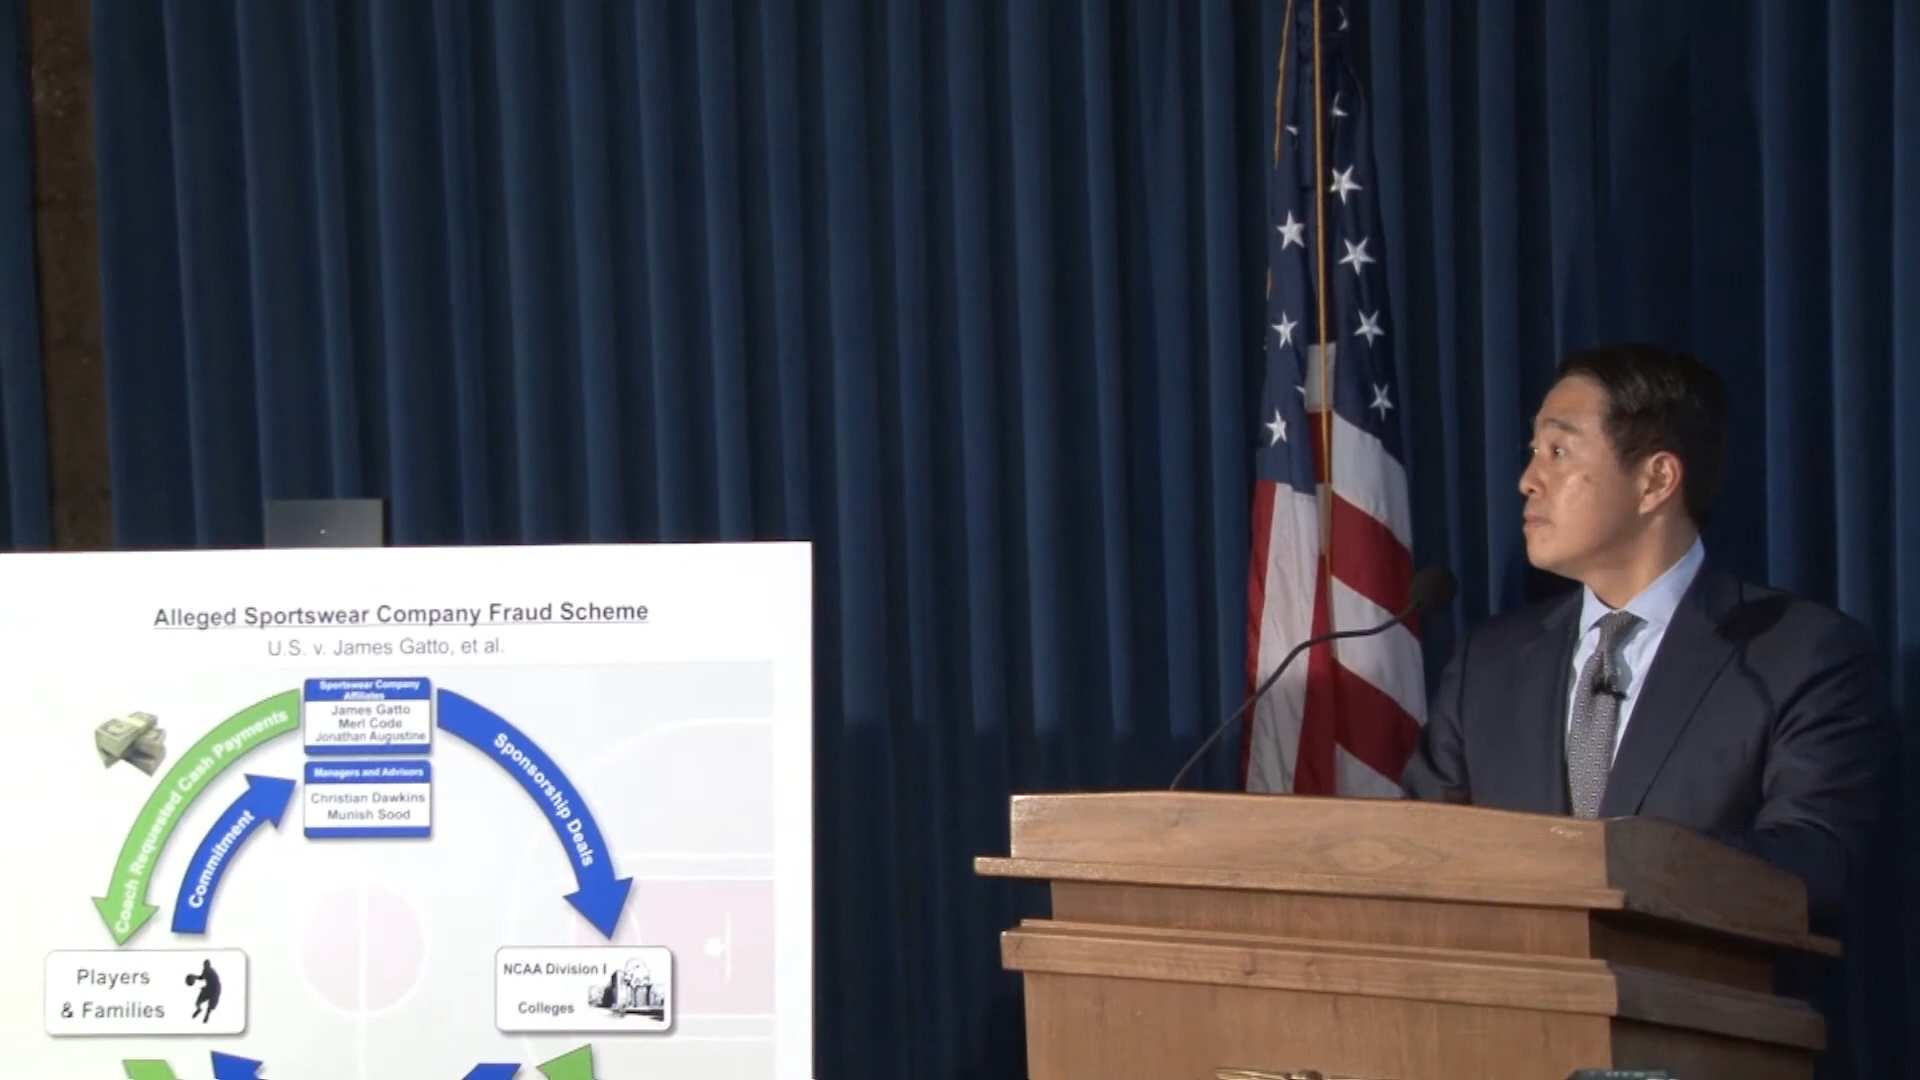 Alleged Sportswear Company Fraud Scheme
U.S. v. James Gatto, et al.
Sportswear Company
Affiliates
James Gatto
Merl Code
Jonathan Augustine
Managers and Advisors
Christian Dawkins
Munish Sood
Coach Requested Cash Payments
Commitment
Sponsorship Deals
Players
& Families
NCAA Division I
Colleges